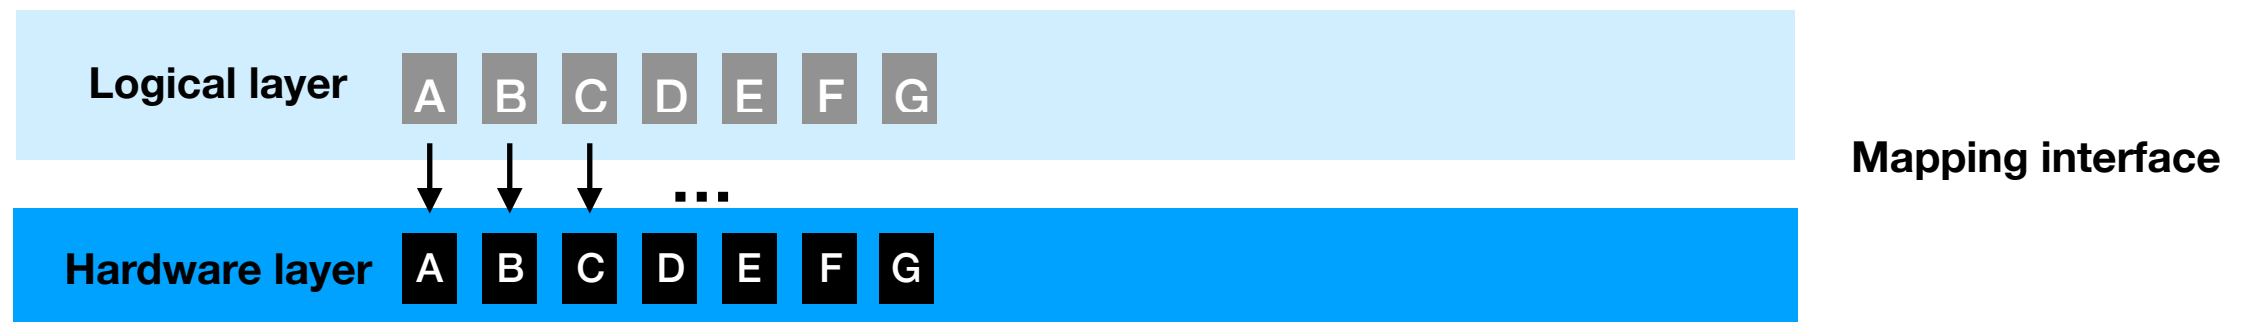 Logical layer A B C D E F G
Mapping interface
...
Hardware layer A B C D E F G